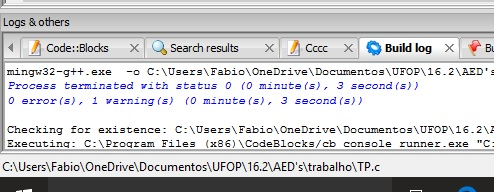 Logs & others
Code::Blocks Search results Cccc Build log
mingw32-g++.exe -o C:\Users\Fabio\OneDrive\Documentos\UFOP\16.2\AED's
Process terminated with status 0 (0 minute(s), 3 second(s))
0 error(s), 1 warning(s) (0 minute(s), 3 second(s))
Checking for existence: C:\Users\Fabio\OneDrive\Documentos\UFOP\16.2\A
Executing: C:\Program Files (x86)\CodeBlocks/cb_console_runner.exe "C:
C:\Users\Fabio\OneDrive\Documentos\UFOP\16.2\AED's\trabalho\TP.c